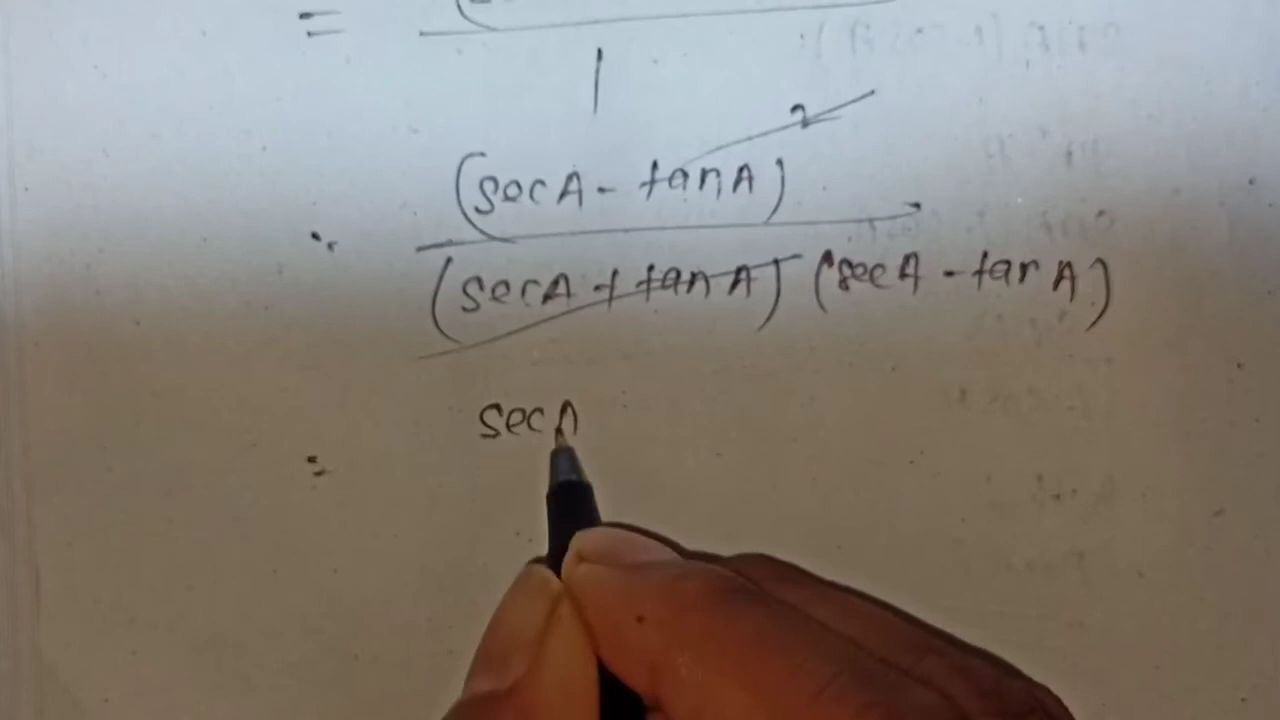 =
1
(secA - tanA)²
(secA + tanA) (secA - tanA)
= secA